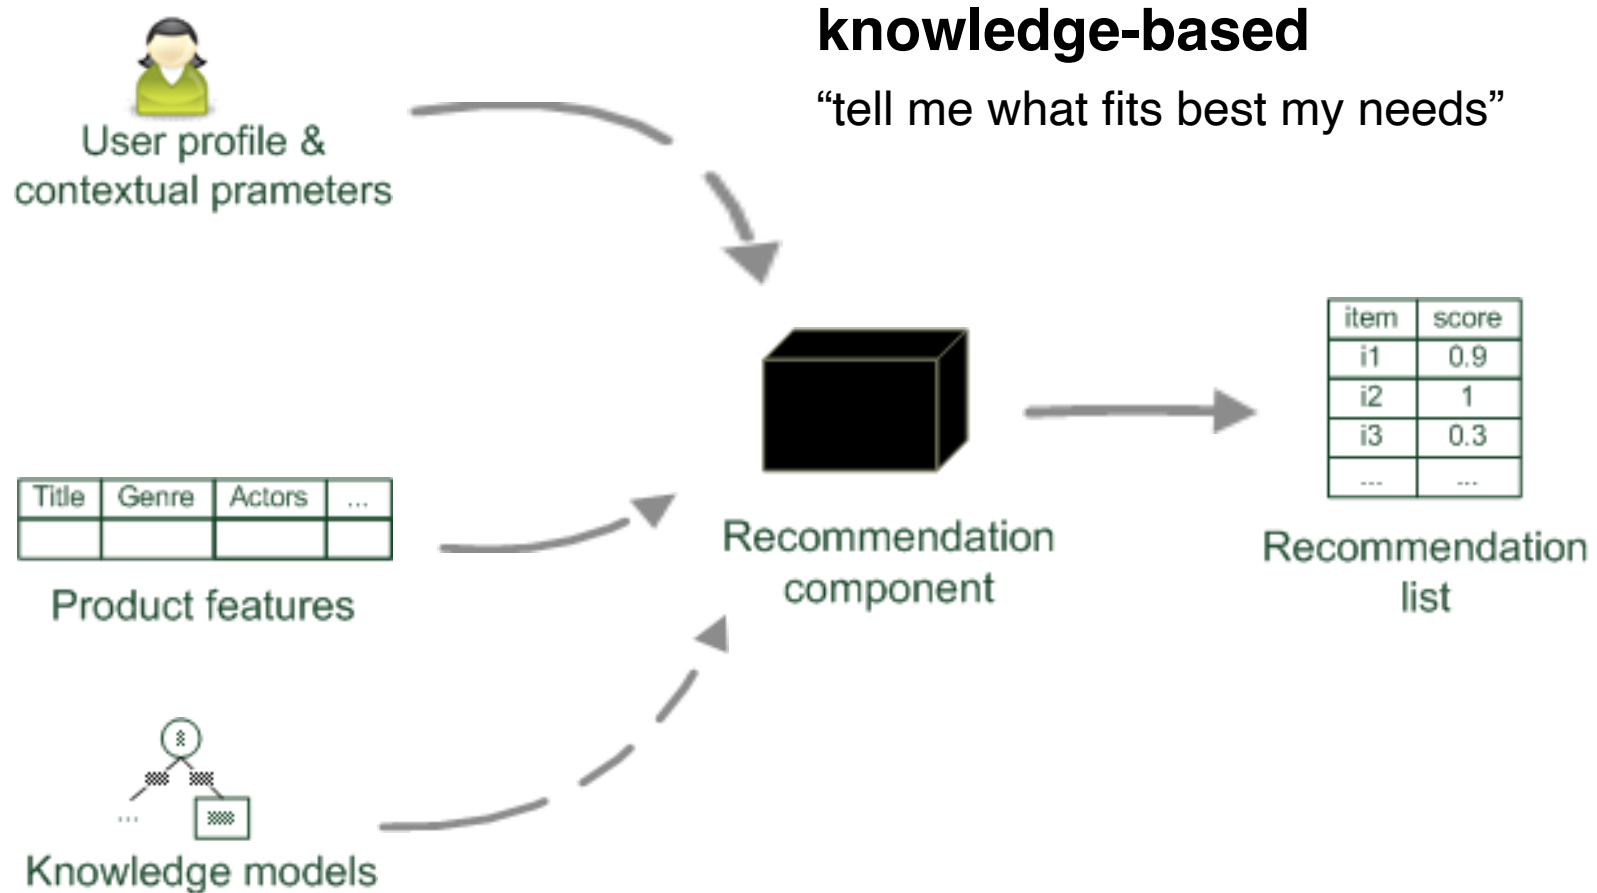 knowledge-based
“tell me what fits best my needs”
User profile &
contextual prameters
item score
i1 0.9
i2 1
i3 0.3
... ...
Title Genre Actors ...
Product features
Recommendation
component
Recommendation
list
...
Knowledge models